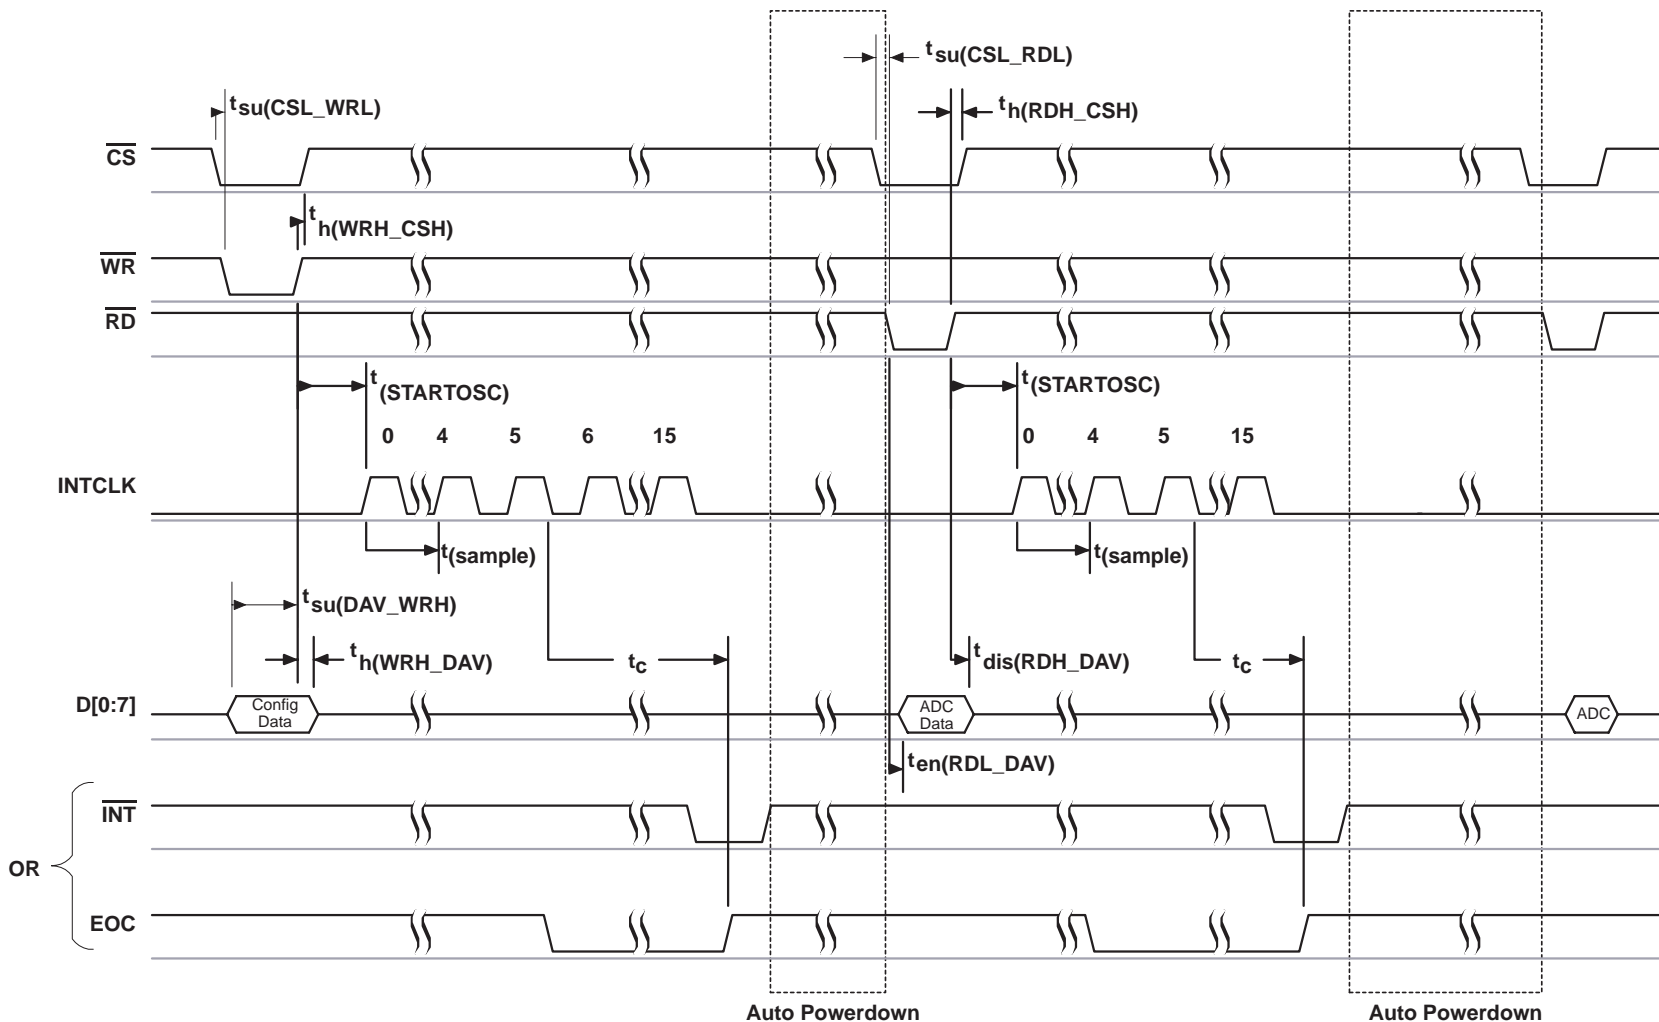 tsu(CSL_RDL)
tsu(CSL_WRL)
th(RDH_CSH)
CS
th(WRH_CSH)
WR
RD
t(STARTOSC)
t(STARTOSC)
0 4 5 6 15
0 4 5 15
INTCLK
t(sample)
t(sample)
tsu(DAV_WRH)
th(WRH_DAV)
tc
tdis(RDH_DAV)
tc
D[0:7]
Config
Data
ADC
Data
ADC
ten(RDL_DAV)
INT
OR
EOC
Auto Powerdown
Auto Powerdown